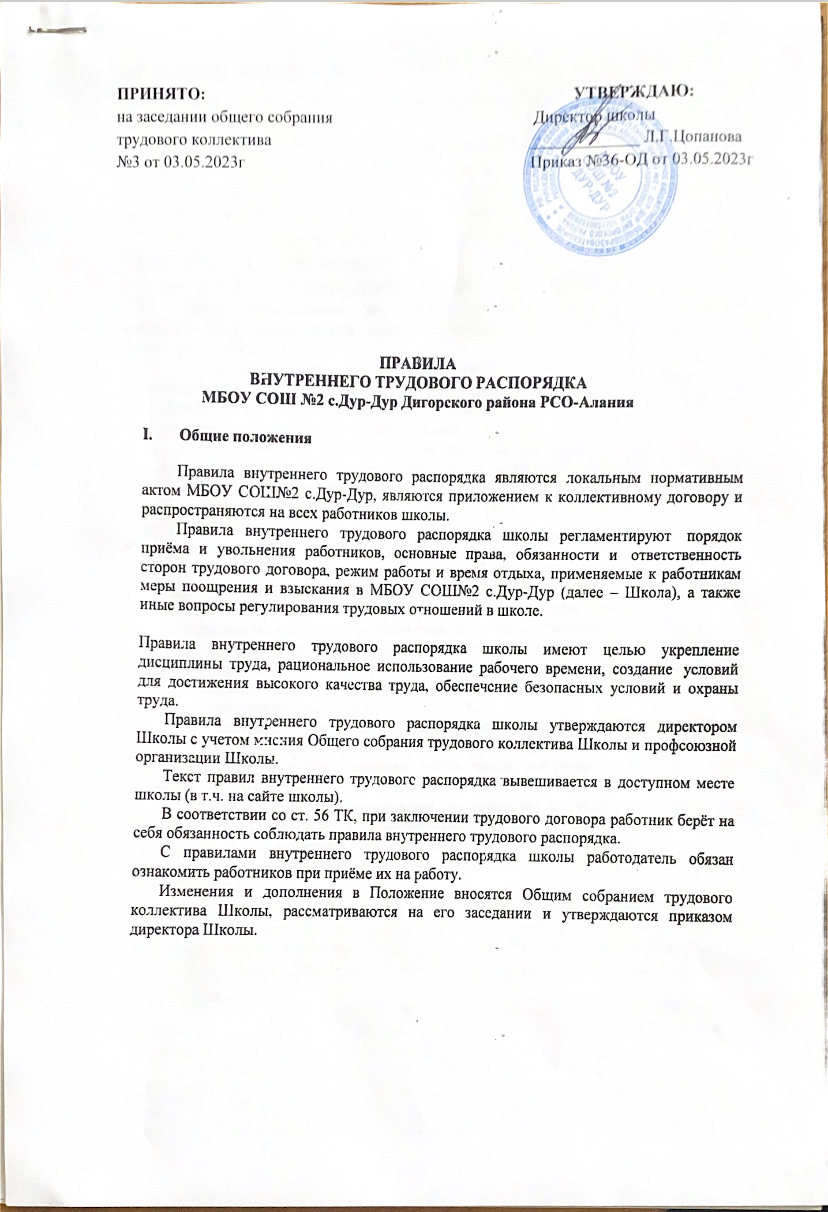 ПРИНЯТО:
на заседании общего собрания
трудового коллектива
№3 от 03.05.2023г
УТВЕРЖДАЮ:
Директор школы
Л.Г.Цопанова
Приказ №36-ОД от 03.05.2023г
МБОУ
СОШ №2
ДУР-ДУР
ПРАВИЛА
ВНУТРЕННЕГО ТРУДОВОГО РАСПОРЯДКА
МБОУ СОШ №2 с.Дур-Дур Дигорского района РСО-Алания
I. Общие положения
Правила внутреннего трудового распорядка являются локальным нормативным
актом МБОУ СОШ№2 с.Дур-Дур, являются приложением к коллективному договору и
распространяются на всех работников школы.
Правила внутреннего трудового распорядка школы регламентируют порядок
приёма и увольнения работников, основные права, обязанности и ответственность
сторон трудового договора, режим работы и время отдыха, применяемые к работникам
меры поощрения и взыскания в МБОУ СОШ№2 с.Дур-Дур (далее – Школа), а также
иные вопросы регулирования трудовых отношений в школе.
Правила внутреннего трудового распорядка школы имеют целью укрепление
дисциплины труда, рациональное использование рабочего времени, создание условий
для достижения высокого качества труда, обеспечение безопасных условий и охраны
труда.
Правила внутреннего трудового распорядка школы утверждаются директором
Школы с учетом мнения Общего собрания трудового коллектива Школы и профсоюзной
организации Школы.
Текст правил внутреннего трудового распорядка вывешивается в доступном месте
школы (в т.ч. на сайте школы).
В соответствии со ст. 56 ТК, при заключении трудового договора работник берёт на
себя обязанность соблюдать правила внутреннего трудового распорядка.
С правилами внутреннего трудового распорядка школы работодатель обязан
ознакомить работников при приёме их на работу.
Изменения и дополнения в Положение вносятся Общим собранием трудового
коллектива Школы, рассматриваются на его заседании и утверждаются приказом
директора Школы.